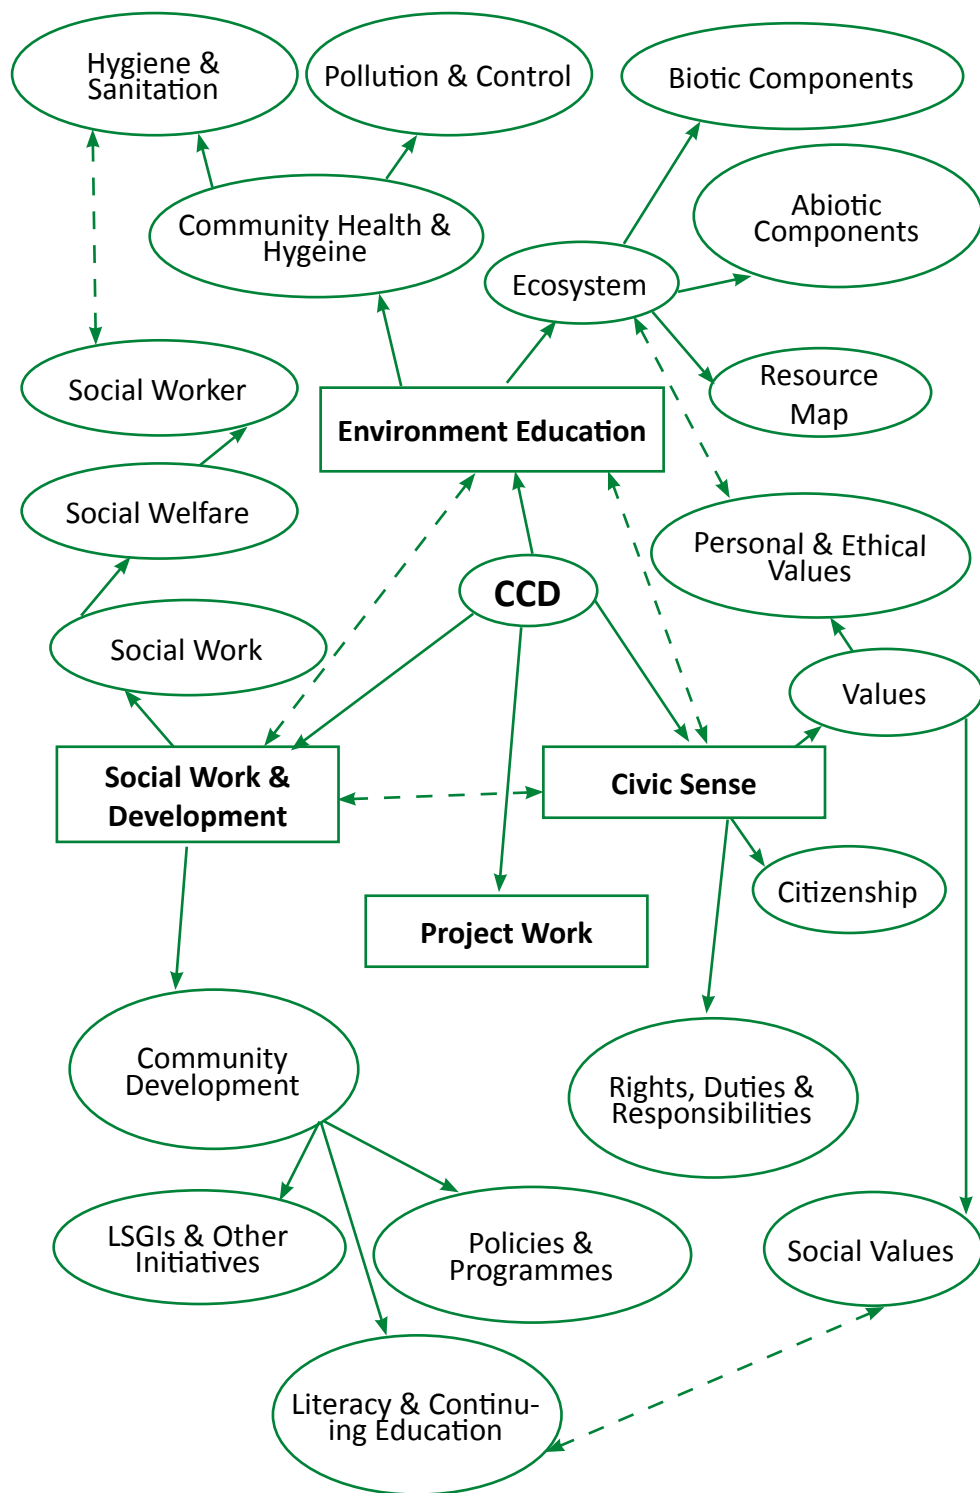 Hygiene &
Sanitation
Pollution & Control
Biotic Components
Abiotic
Components
Community Health &
Hygeine
Ecosystem
Resource
Map
Social Worker
Environment Education
Social Welfare
Personal & Ethical
Values
CCD
Social Work
Values
Social Work &
Development
Civic Sense
Citizenship
Project Work
Community
Development
Rights, Duties &
Responsibilities
LSGIs & Other
Initiatives
Policies &
Programmes
Social Values
Literacy & Continu-
ing Education